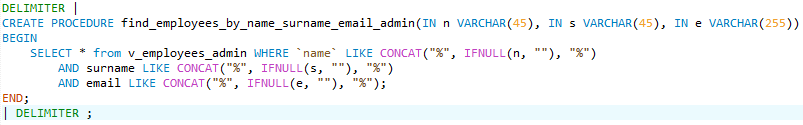 DELIMITER |
CREATE PROCEDURE find_employees_by_name_surname_email_admin(IN n VARCHAR(45), IN s VARCHAR(45), IN e VARCHAR(255))
BEGIN
    SELECT * from v_employees_admin WHERE `name` LIKE CONCAT("%", IFNULL(n, ""), "%")
        AND surname LIKE CONCAT("%", IFNULL(s, ""), "%")
        AND email LIKE CONCAT("%", IFNULL(e, ""), "%");
END;
| DELIMITER ;